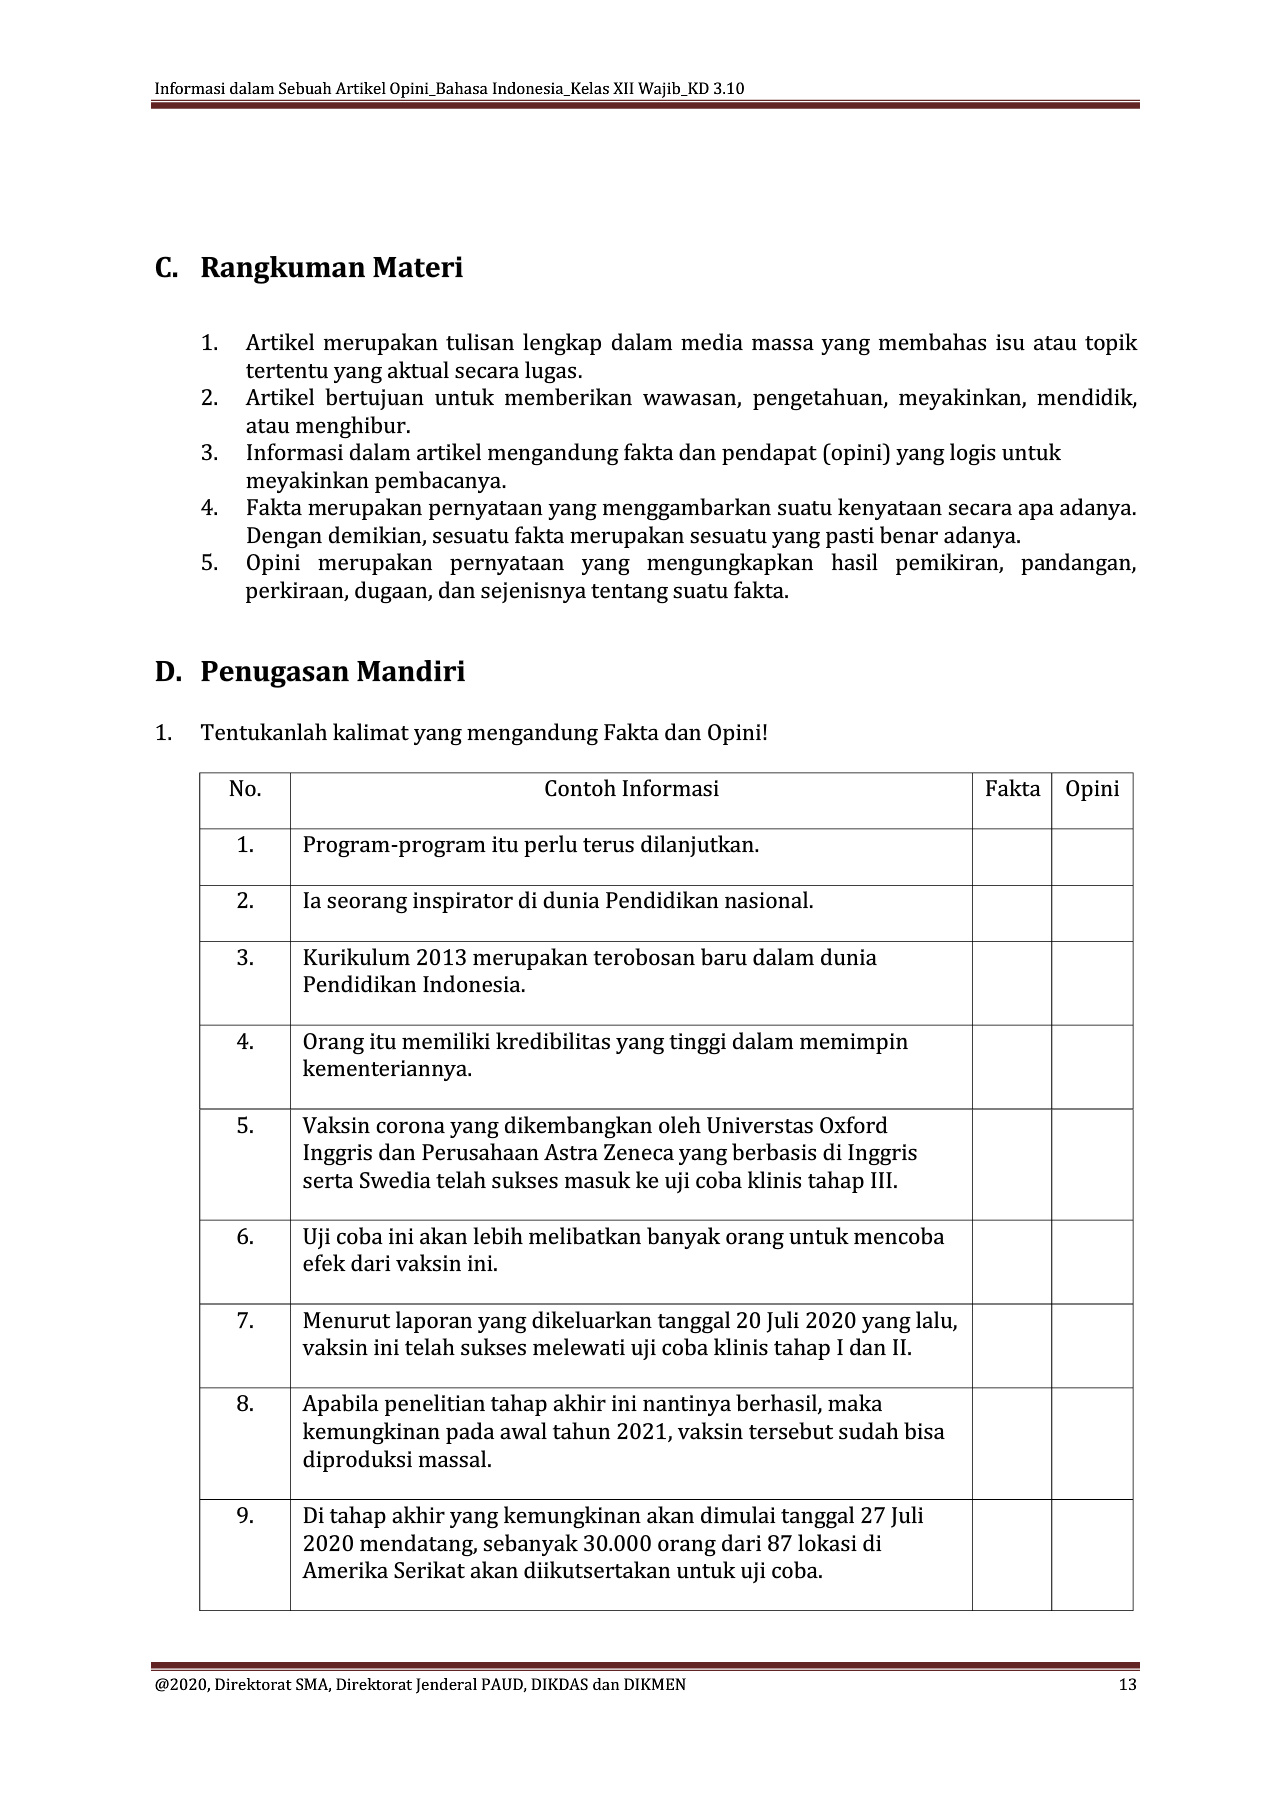 Informasi dalam Sebuah Artikel Opini_Bahasa Indonesia_Kelas XII Wajib_KD 3.10
C. Rangkuman Materi
1. Artikel merupakan tulisan lengkap dalam media massa yang membahas isu atau topik
tertentu yang aktual secara lugas.
2. Artikel bertujuan untuk memberikan wawasan, pengetahuan, meyakinkan, mendidik,
atau menghibur.
3. Informasi dalam artikel mengandung fakta dan pendapat (opini) yang logis untuk
meyakinkan pembacanya.
4. Fakta merupakan pernyataan yang menggambarkan suatu kenyataan secara apa adanya.
Dengan demikian, sesuatu fakta merupakan sesuatu yang pasti benar adanya.
5. Opini merupakan pernyataan yang mengungkapkan hasil pemikiran, pandangan,
perkiraan, dugaan, dan sejenisnya tentang suatu fakta.
D. Penugasan Mandiri
1. Tentukanlah kalimat yang mengandung Fakta dan Opini!
No. Contoh Informasi Fakta Opini
1. Program-program itu perlu terus dilanjutkan.
2. Ia seorang inspirator di dunia Pendidikan nasional.
3. Kurikulum 2013 merupakan terobosan baru dalam dunia
Pendidikan Indonesia.
4. Orang itu memiliki kredibilitas yang tinggi dalam memimpin
kementeriannya.
5. Vaksin corona yang dikembangkan oleh Universtas Oxford
Inggris dan Perusahaan Astra Zeneca yang berbasis di Inggris
serta Swedia telah sukses masuk ke uji coba klinis tahap III.
6. Uji coba ini akan lebih melibatkan banyak orang untuk mencoba
efek dari vaksin ini.
7. Menurut laporan yang dikeluarkan tanggal 20 Juli 2020 yang lalu,
vaksin ini telah sukses melewati uji coba klinis tahap I dan II.
8. Apabila penelitian tahap akhir ini nantinya berhasil, maka
kemungkinan pada awal tahun 2021, vaksin tersebut sudah bisa
diproduksi massal.
9. Di tahap akhir yang kemungkinan akan dimulai tanggal 27 Juli
2020 mendatang, sebanyak 30.000 orang dari 87 lokasi di
Amerika Serikat akan diikutsertakan untuk uji coba.
@2020, Direktorat SMA, Direktorat Jenderal PAUD, DIKDAS dan DIKMEN 13